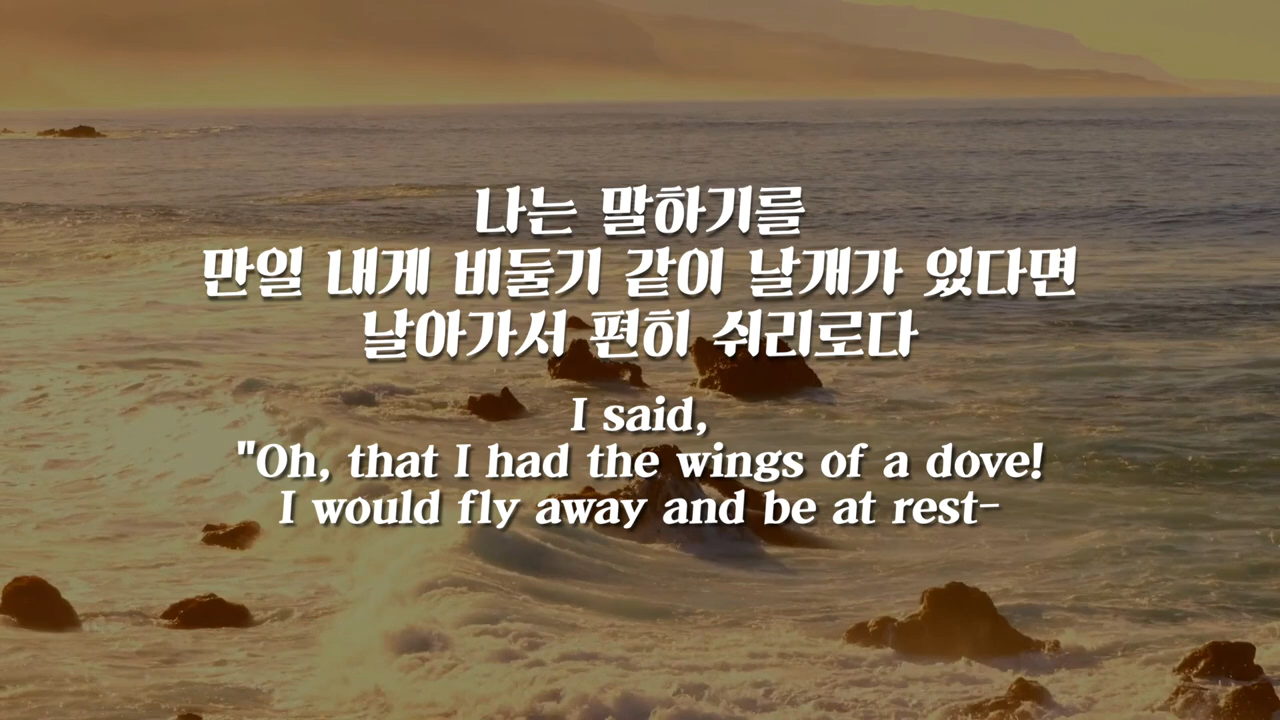 나는 말하기를
만일 내게 비둘기 같이 날개가 있다면
날아가서 편히 쉬리로다
I said,
"Oh, that I had the wings of a dove!
I would fly away and be at rest-